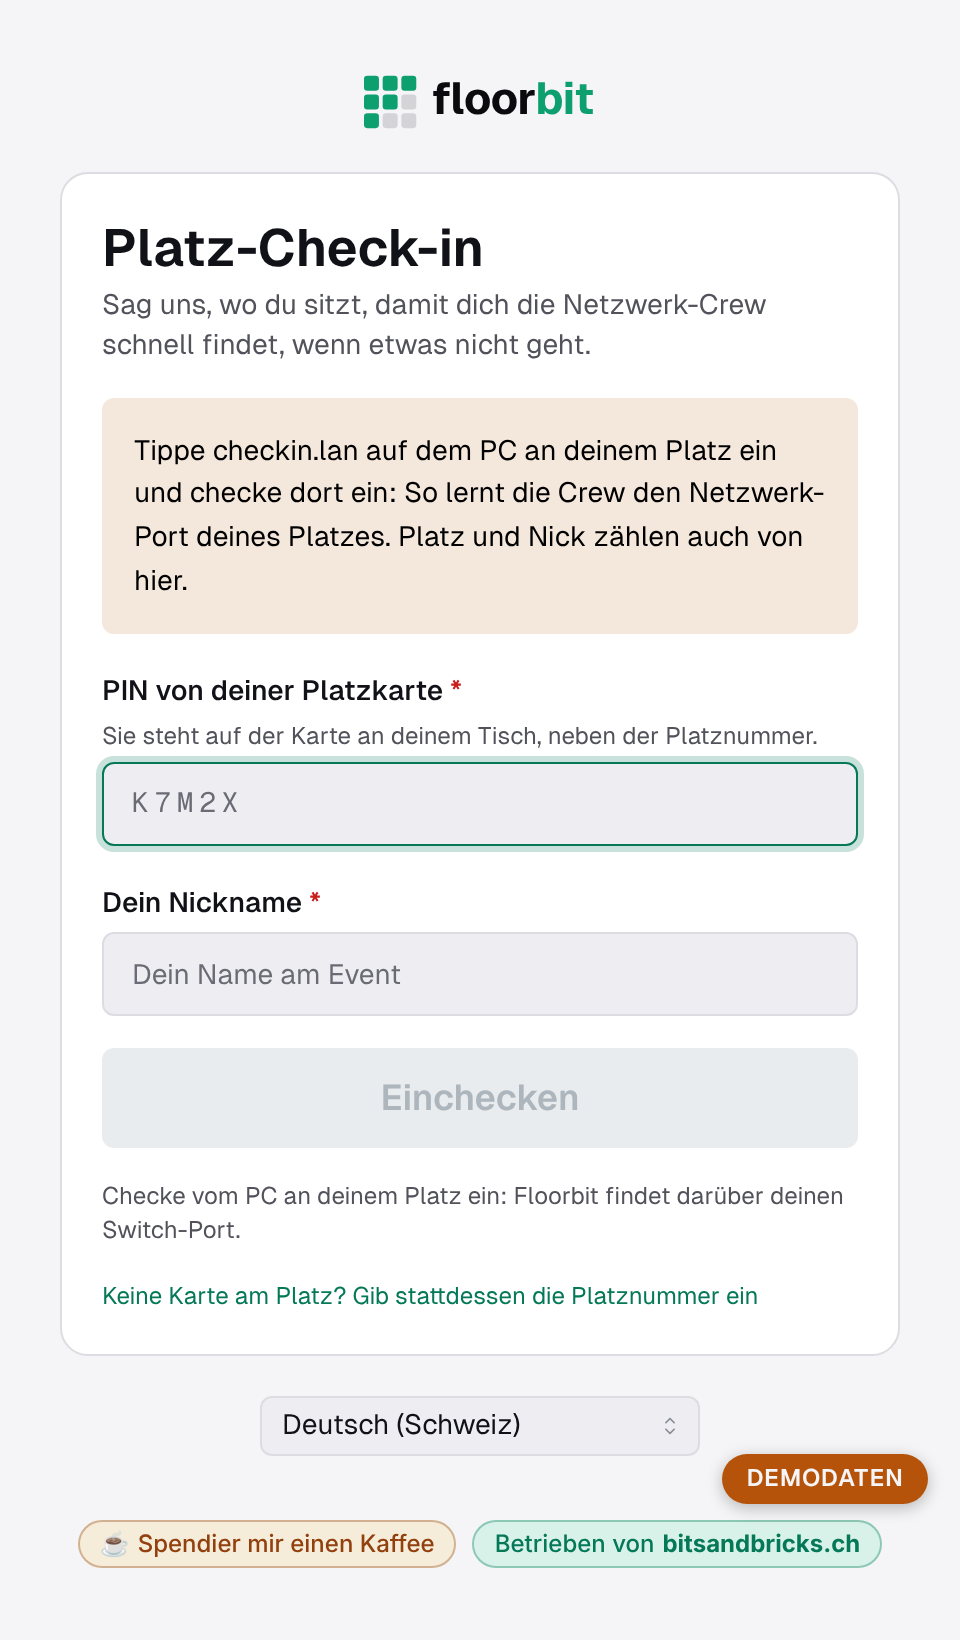 floorbit
Platz-Check-in
Sag uns, wo du sitzt, damit dich die Netzwerk-Crew
schnell findet, wenn etwas nicht geht.
Tippe checkin.lan auf dem PC an deinem Platz ein
und checke dort ein: So lernt die Crew den Netzwerk-
Port deines Platzes. Platz und Nick zählen auch von
hier.
PIN von deiner Platzkarte *
Sie steht auf der Karte an deinem Tisch, neben der Platznummer.
K7M2X
Dein Nickname *
Dein Name am Event
Einchecken
Checke vom PC an deinem Platz ein: Floorbit findet darüber deinen
Switch-Port.
Keine Karte am Platz? Gib stattdessen die Platznummer ein
Deutsch (Schweiz)
DEMODATEN
☕ Spendier mir einen Kaffee
Betrieben von bitsandbricks.ch